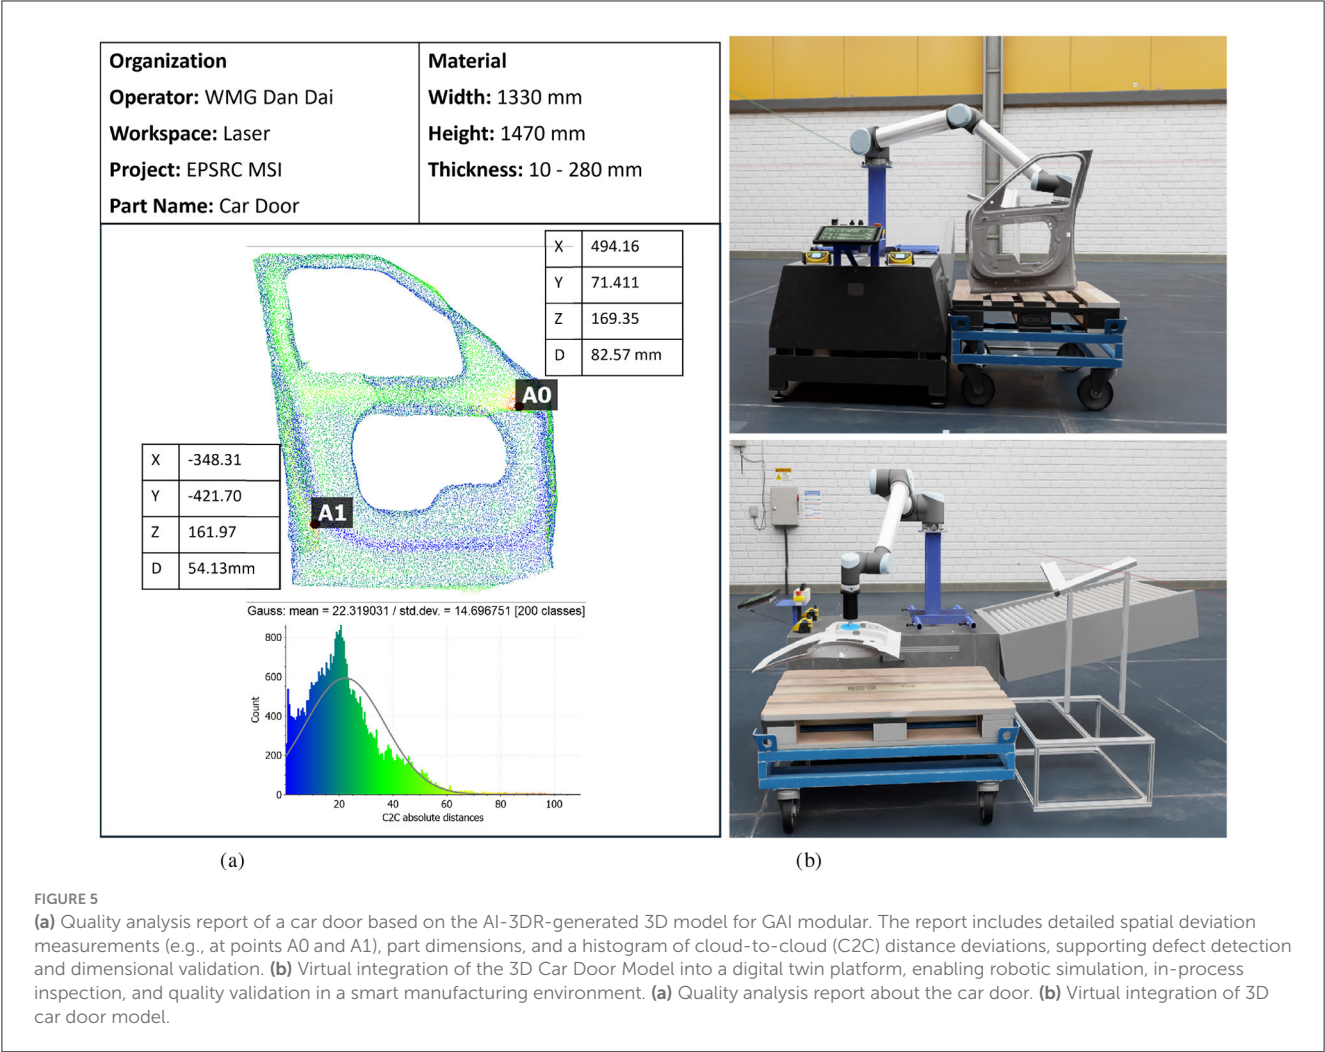 Organization
Operator: WMG Dan Dai
Workspace: Laser
Project: EPSRC MSI
Part Name: Car Door
Material
Width: 1330 mm
Height: 1470 mm
Thickness: 10 - 280 mm
X 494.16
Y 71.411
Z 169.35
D 82.57 mm
A0
X -348.31
Y -421.70
Z 161.97
D 54.13mm
A1
Gauss: mean = 22.319031 / std.dev. = 14.696751 [200 classes]
800
600
400
200
0
Count
20 40 60 80 100
C2C absolute distances
WORLD
(a)
(b)
FIGURE 5
(a) Quality analysis report of a car door based on the AI-3DR-generated 3D model for GAI modular. The report includes detailed spatial deviation
measurements (e.g., at points A0 and A1), part dimensions, and a histogram of cloud-to-cloud (C2C) distance deviations, supporting defect detection
and dimensional validation. (b) Virtual integration of the 3D Car Door Model into a digital twin platform, enabling robotic simulation, in-process
inspection, and quality validation in a smart manufacturing environment. (a) Quality analysis report about the car door. (b) Virtual integration of 3D
car door model.